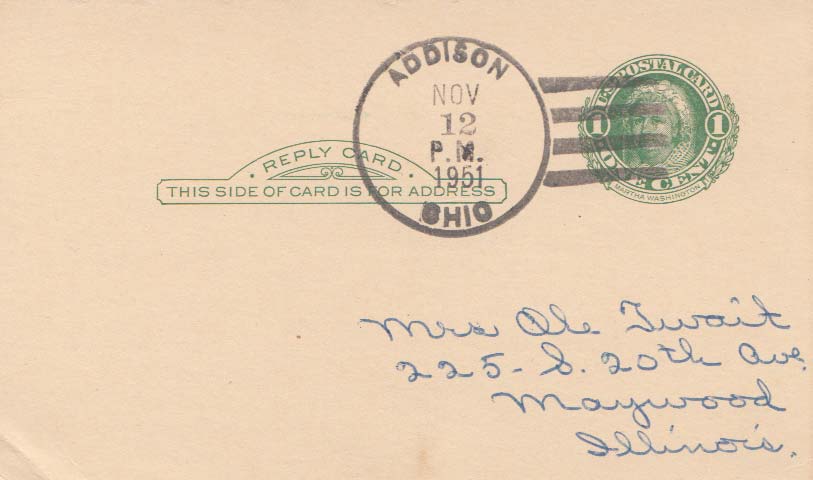 ADDISON
NOV
12
P.M.
1951
OHIO
U.S. POSTAL CARD
1 1
ONE CENT.
MARTHA WASHINGTON
· REPLY CARD ·
THIS SIDE OF CARD IS FOR ADDRESS
Mrs Ole Twait
225 - S. 20th Ave.
Maywood
Illinois.